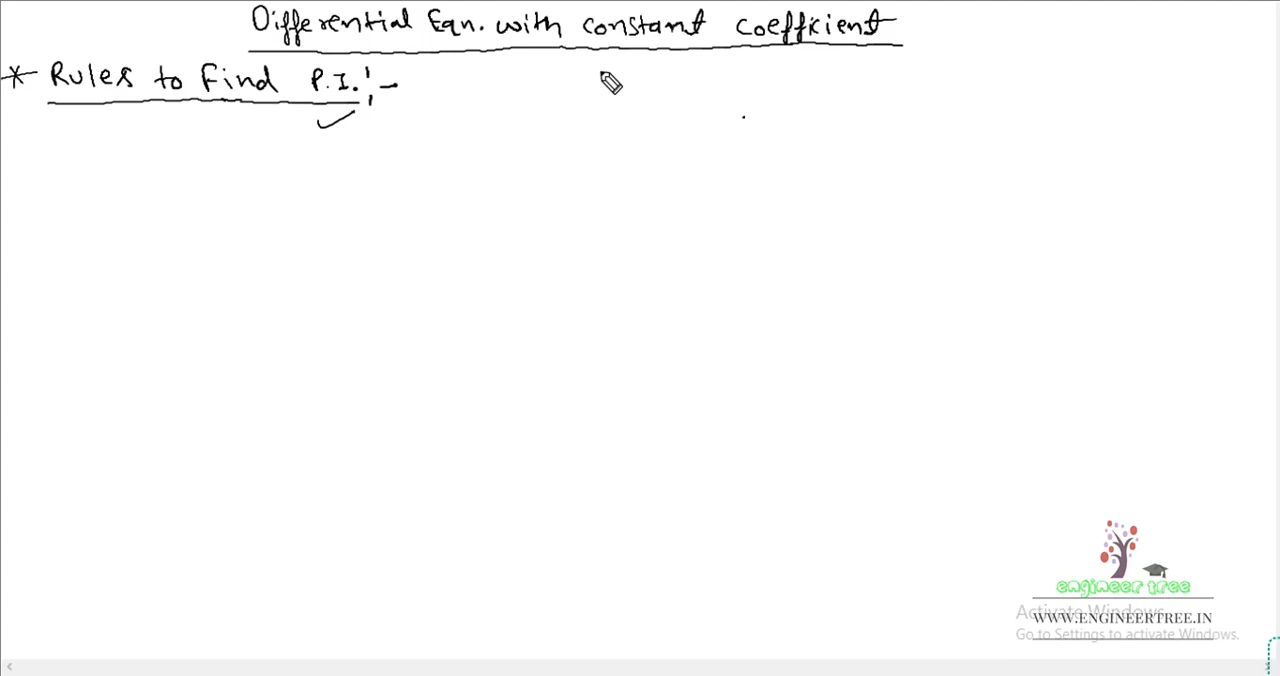 Differential Eqn. with constant coefficient
* Rules to Find P.I. :-
engineer tree
WWW.ENGINEERTREE.IN
Activate Windows
Go to Settings to activate Windows.